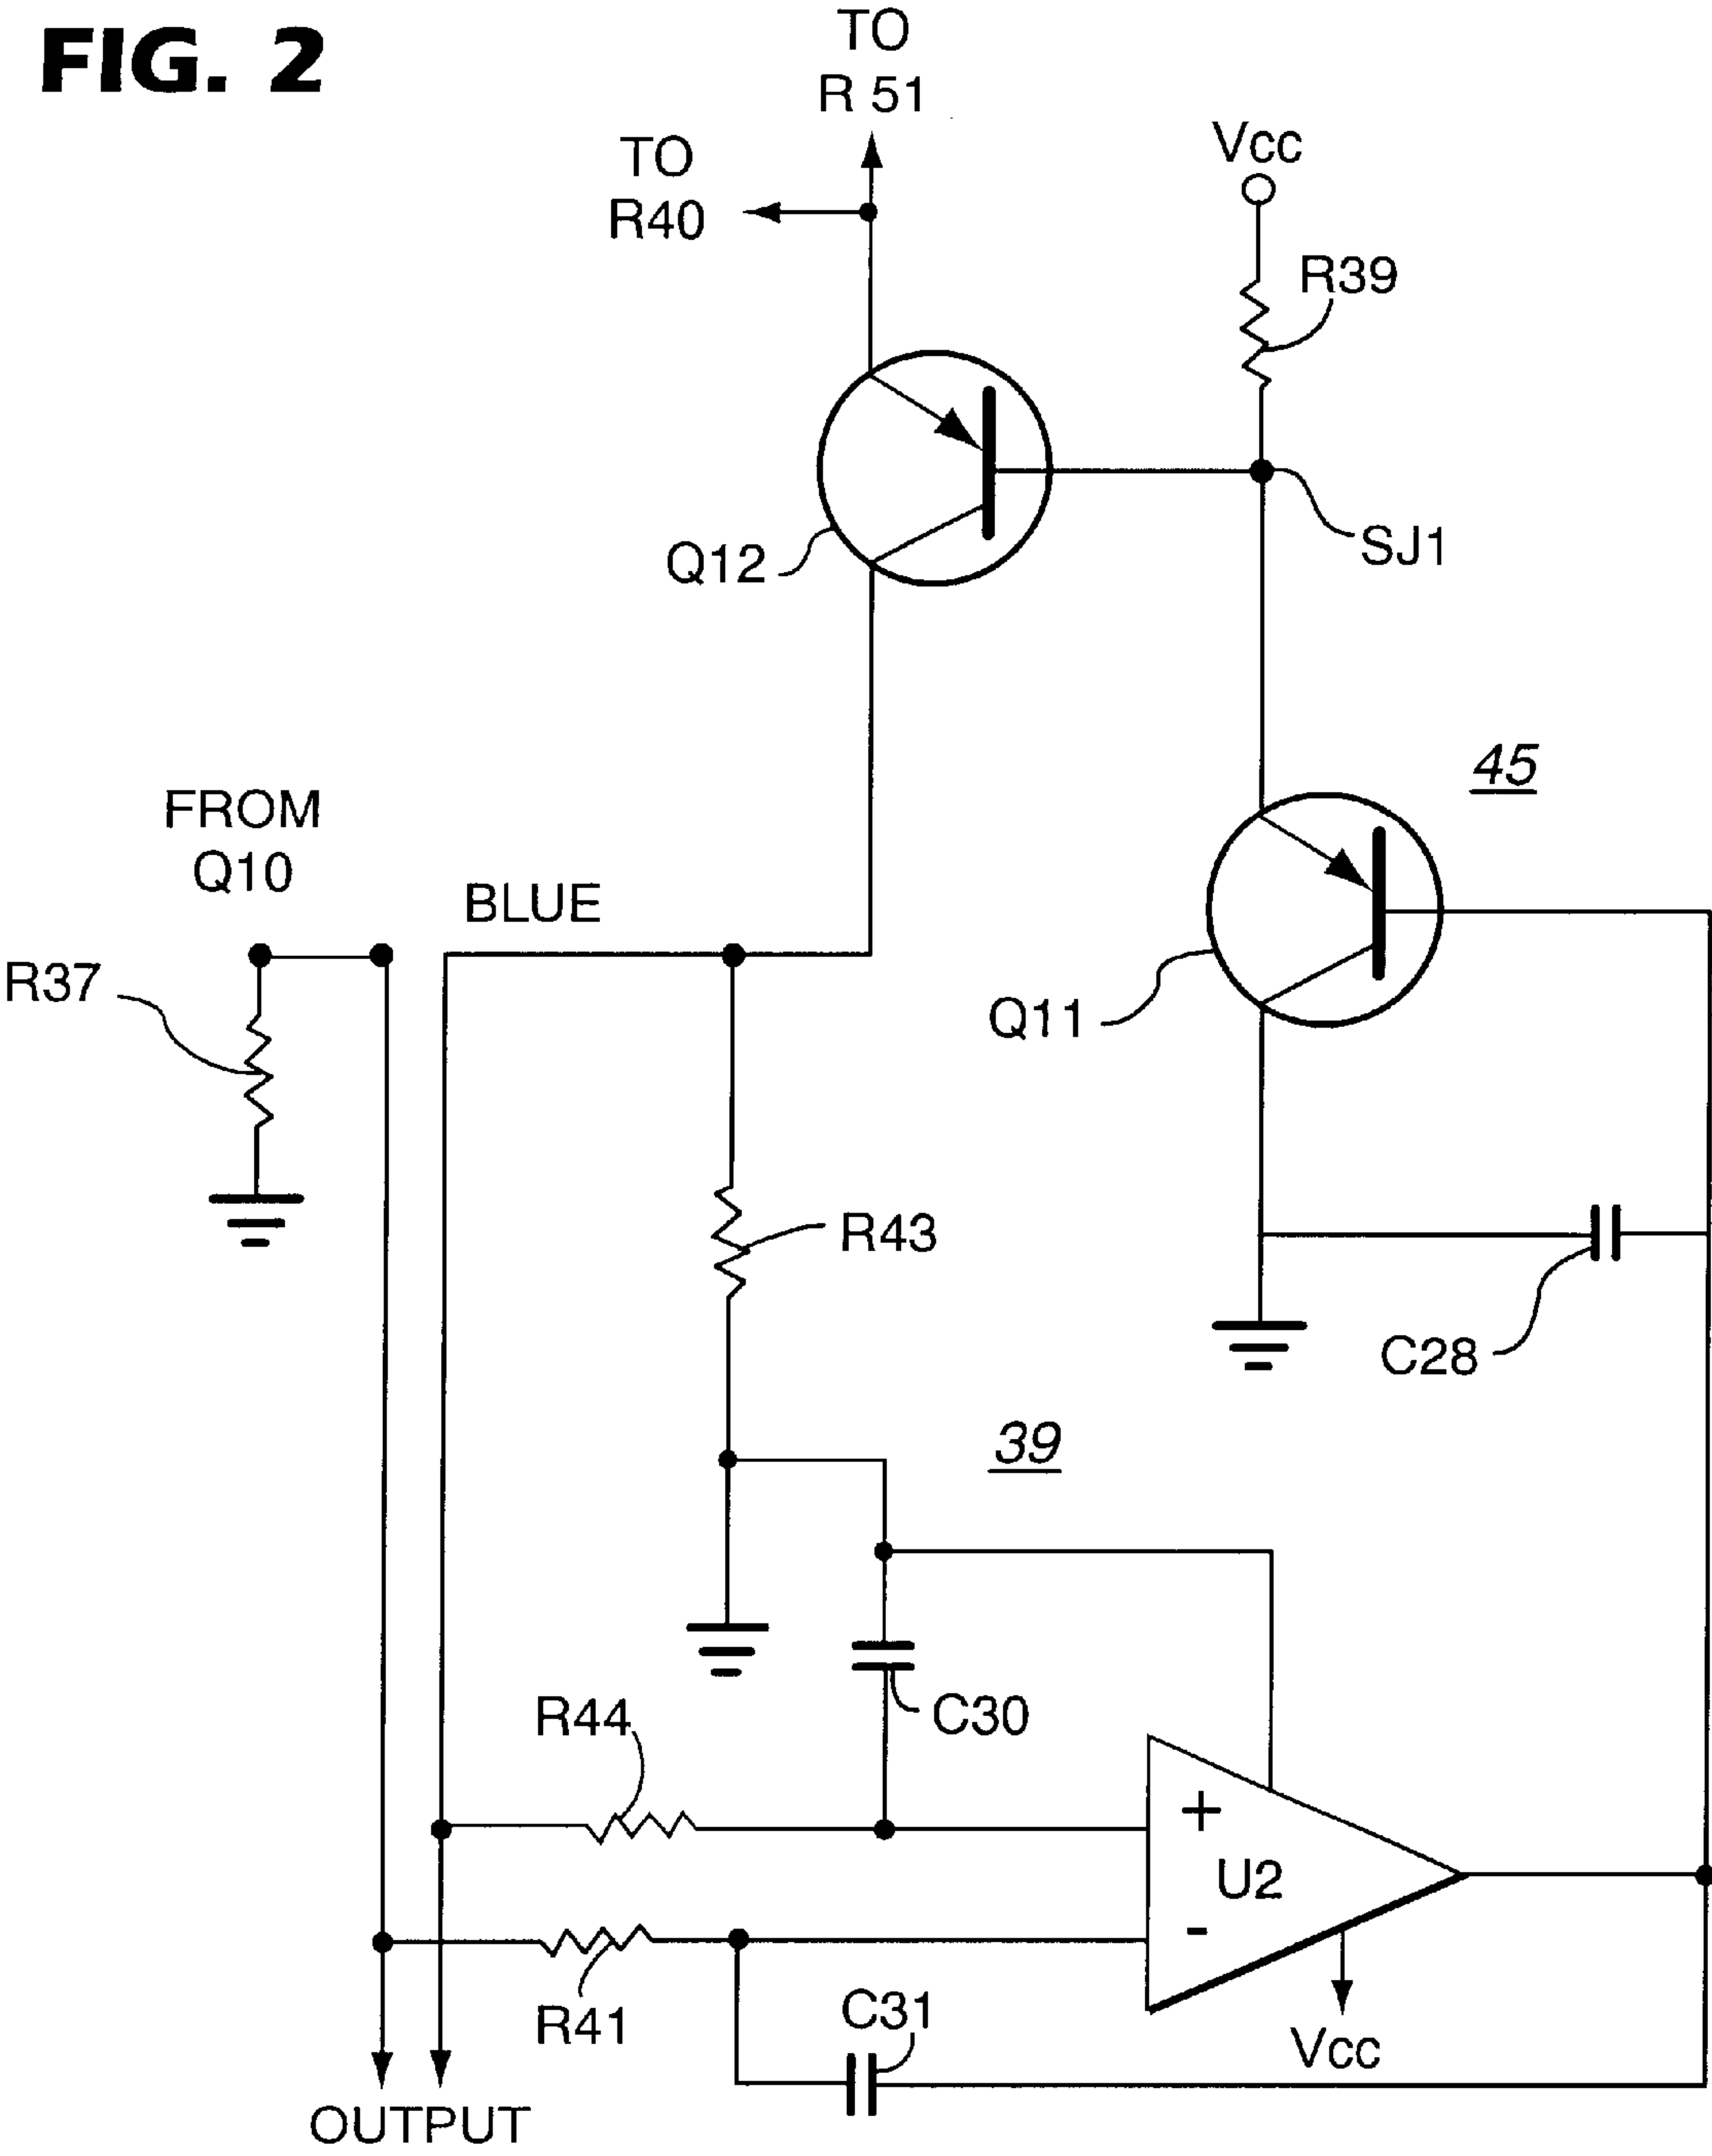 FIG. 2
TO
R 51
TO
R40
Vcc
R39
Q12
SJ1
45
FROM
Q10
BLUE
R37
Q11
R43
C28
39
R44
C30
+
U2
-
R41
C31
Vcc
OUTPUT